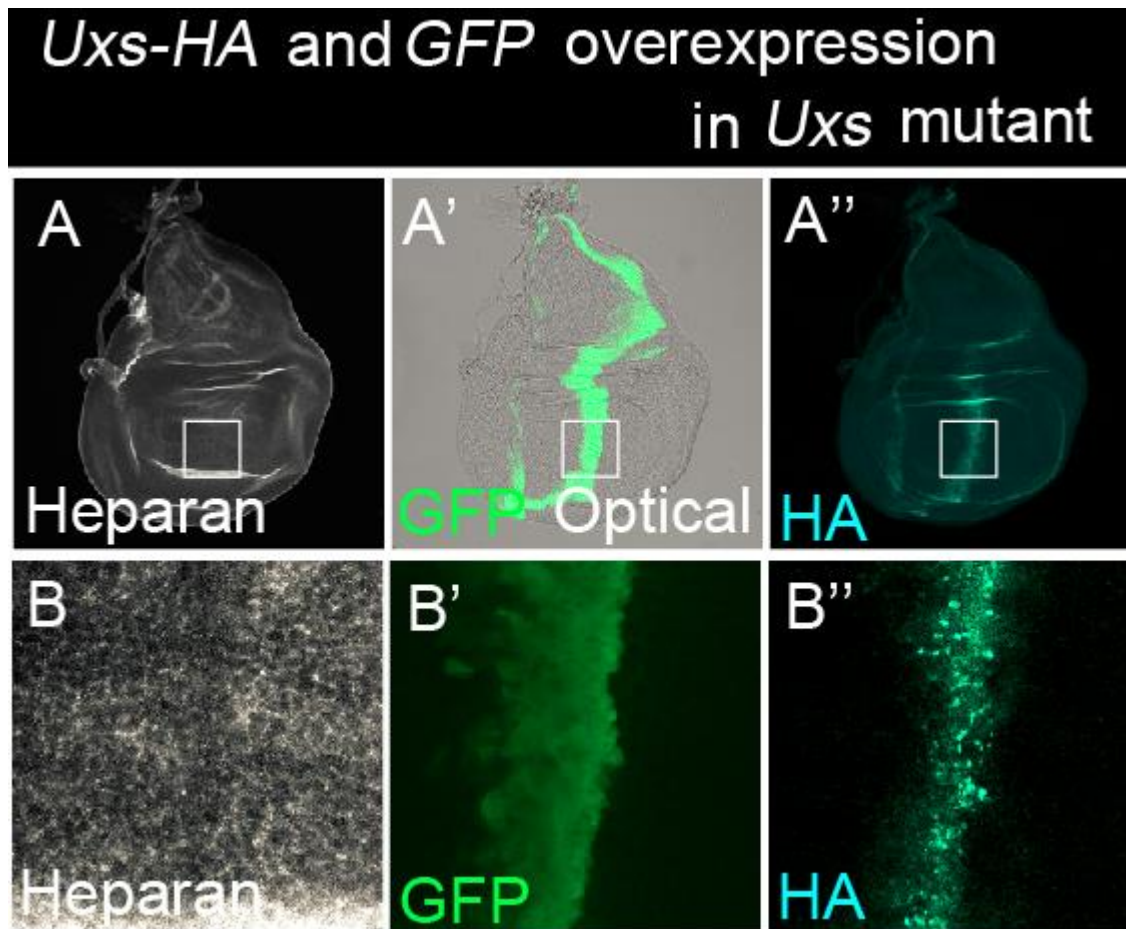 Uxs-HA and GFP overexpression
in Uxs mutant
A A’ A’’
Heparan GFP Optical HA
B B’ B’’
Heparan GFP HA